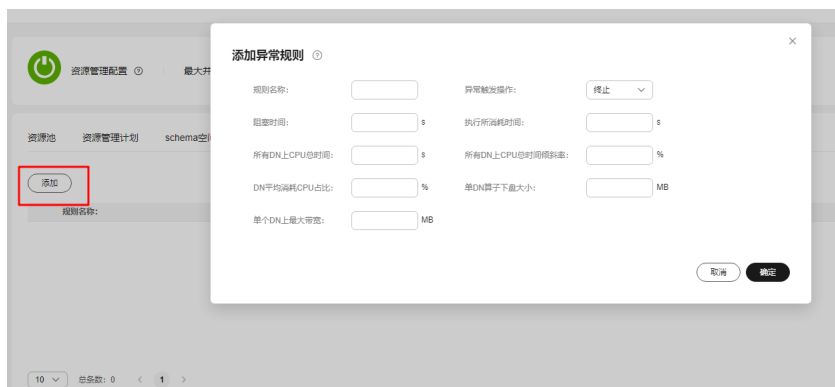 添加异常规则
资源管理配置 最大并
规则名称: 异常触发操作: 终止
阻塞时间: s 执行所消耗时间: s
资源池 资源管理计划 schema空间
所有DN上CPU总时间: s 所有DN上CPU总时间倾斜率: %
添加
DN平均消耗CPU占比: % 单DN算子下盘大小: MB
规则名称:
单个DN上最大带宽: MB
取消 确定
10 总条数: 0 < 1 >